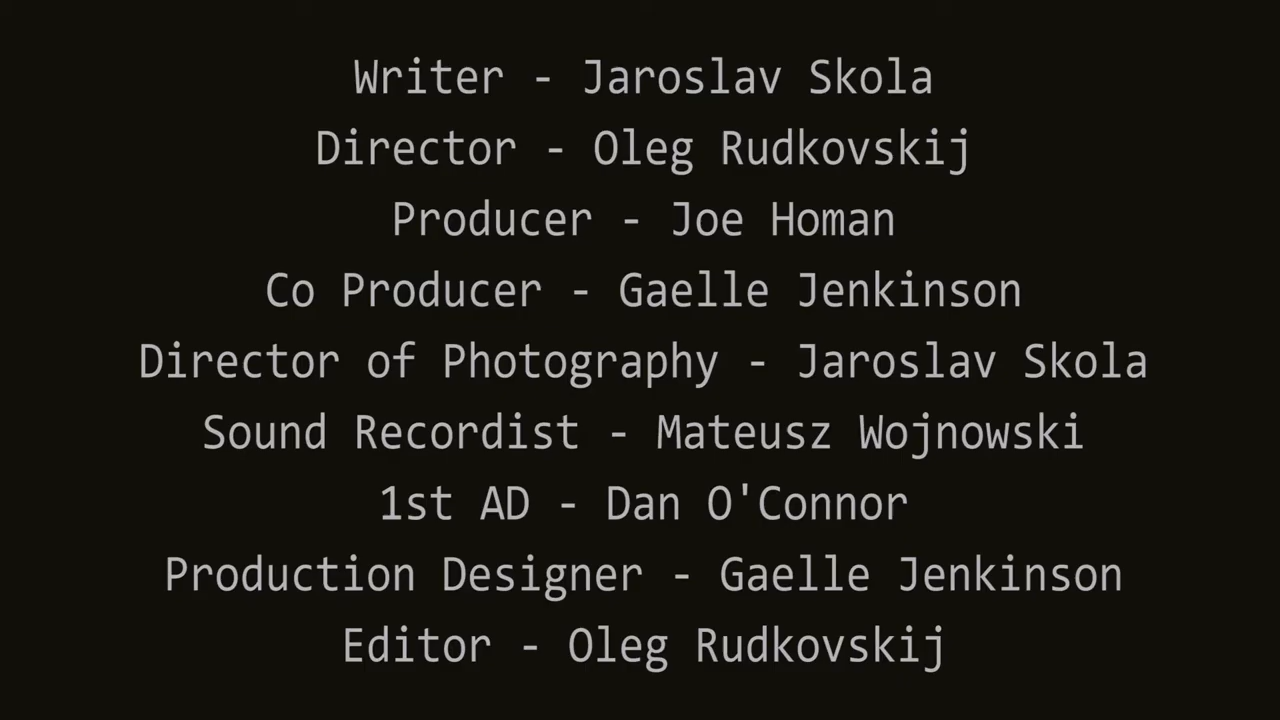 Writer - Jaroslav Skola
Director - Oleg Rudkovskij
Producer - Joe Homan
Co Producer - Gaelle Jenkinson
Director of Photography - Jaroslav Skola
Sound Recordist - Mateusz Wojnowski
1st AD - Dan O'Connor
Production Designer - Gaelle Jenkinson
Editor - Oleg Rudkovskij